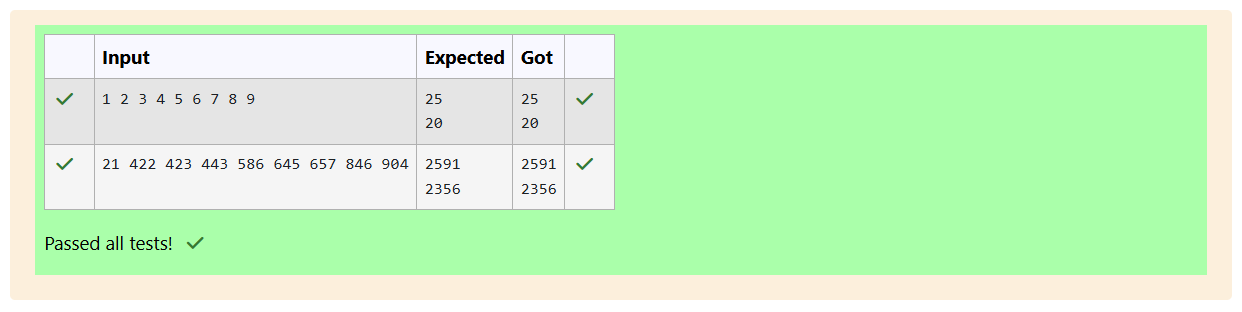 Input Expected Got
1 2 3 4 5 6 7 8 9 25 25
20 20
21 422 423 443 586 645 657 846 904 2591 2591
2356 2356
Passed all tests!